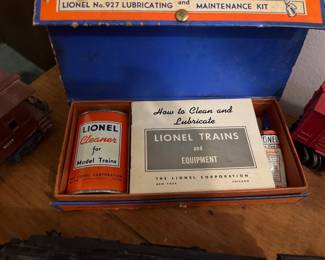 LIONEL No. 927 LUBRICATING and MAINTENANCE KIT
LIONEL
Cleaner
for
Model Trains
How to Clean and
Lubricate
LIONEL TRAINS
and
EQUIPMENT
THE LIONEL CORPORATION
NEW YORK CHICAGO